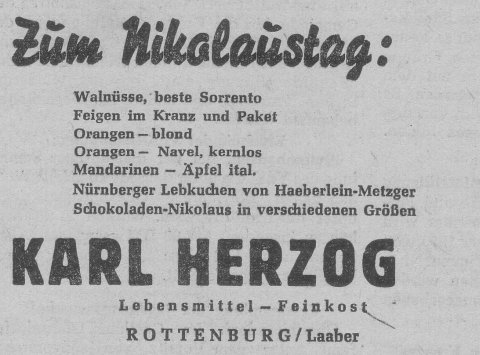 Zum Nikolaustag:
Walnüsse, beste Sorrento
Feigen im Kranz und Paket
Orangen – blond
Orangen – Navel, kernlos
Mandarinen – Äpfel ital.
Nürnberger Lebkuchen von Haeberlein-Metzger
Schokoladen-Nikolaus in verschiedenen Größen
KARL HERZOG
Lebensmittel – Feinkost
ROTTENBURG/Laaber